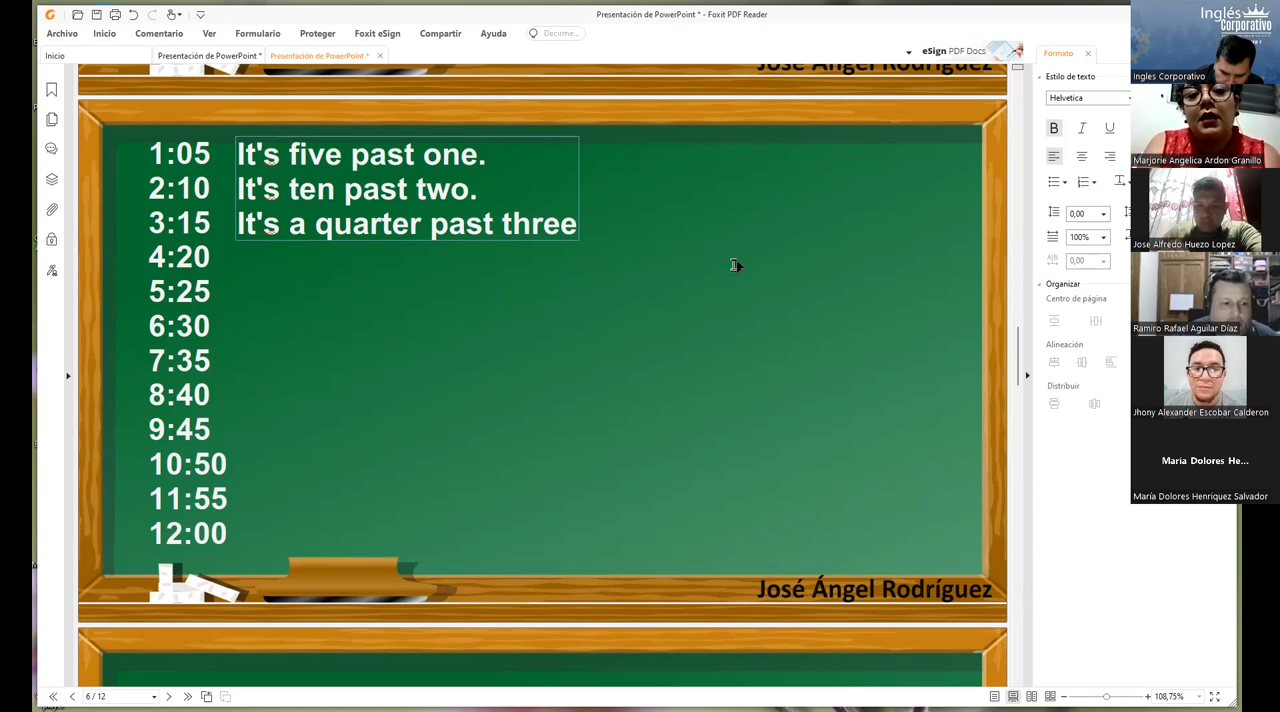 Presentación de PowerPoint * - Foxit PDF Reader
Archivo Inicio Comentario Ver Formulario Proteger Foxit eSign Compartir Ayuda Decirme...
Inicio
Presentación de PowerPoint *
Presentación de PowerPoint *
eSign PDF Docs
José Ángel Rodríguez
1:05 It's five past one.
2:10 It's ten past two.
3:15 It's a quarter past three
4:20
5:25
6:30
7:35
8:40
9:45
10:50
11:55
12:00
José Ángel Rodríguez
6 / 12
108,75%
Formato
Estilo de texto
Helvetica
B I U
0,00
100%
0,00
Organizar
Centro de página
Alineación
Distribuir
Inglés
Corporativo
Ingles Corporativo
Marjorie Angelica Ardon Granillo
Jose Alfredo Huezo Lopez
Ramiro Rafael Aguilar Díaz
Jhony Alexander Escobar Calderon
María Dolores He...
María Dolores Henriquez Salvador